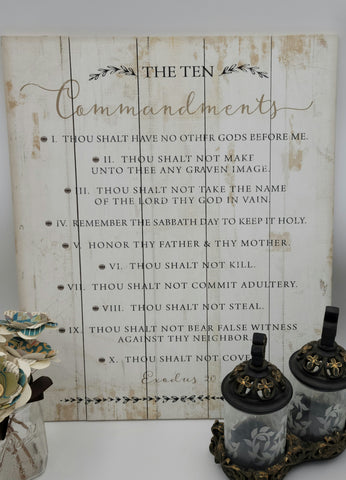 THE TEN
Commandments
I. THOU SHALT HAVE NO OTHER GODS BEFORE ME.
II. THOU SHALT NOT MAKE
UNTO THEE ANY GRAVEN IMAGE.
III. THOU SHALT NOT TAKE THE NAME
OF THE LORD THY GOD IN VAIN.
IV. REMEMBER THE SABBATH DAY TO KEEP IT HOLY.
V. HONOR THY FATHER & THY MOTHER.
VI. THOU SHALT NOT KILL.
VII. THOU SHALT NOT COMMIT ADULTERY.
VIII. THOU SHALT NOT STEAL.
IX. THOU SHALT NOT BEAR FALSE WITNESS
AGAINST THY NEIGHBOR.
X. THOU SHALT NOT COVE
Exodus 20